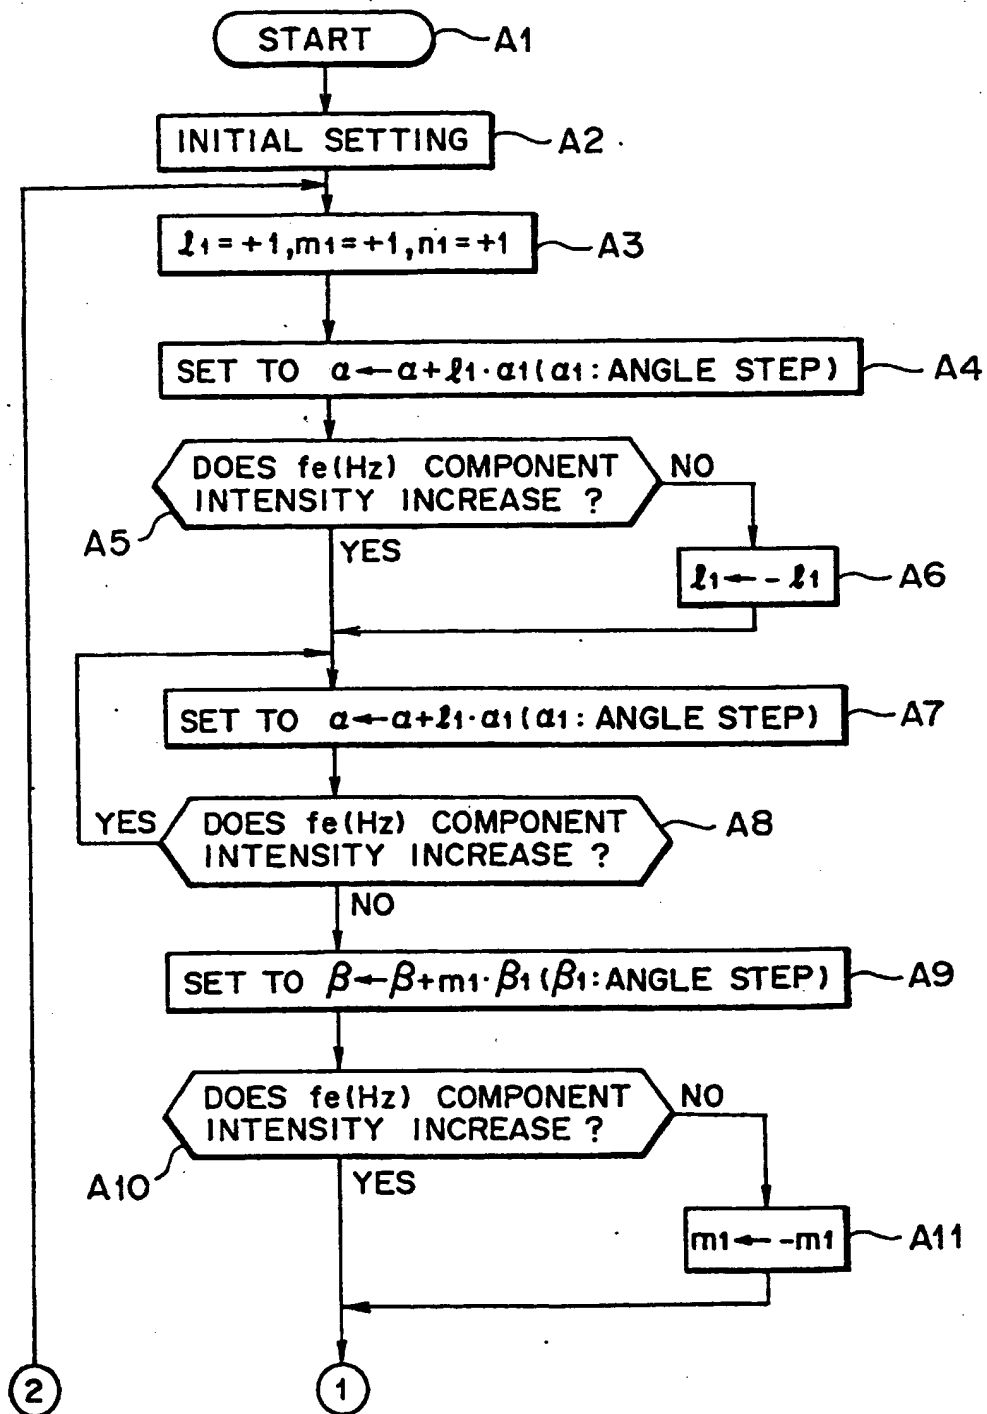 START A1
INITIAL SETTING A2
ℓ1=+1,m1=+1,n1=+1 A3
SET TO α←α+ℓ1·α1(α1:ANGLE STEP) A4
DOES fe(Hz) COMPONENT
INTENSITY INCREASE ?
NO
A5
YES
ℓ1←-ℓ1 A6
SET TO α←α+ℓ1·α1(α1:ANGLE STEP) A7
YES
DOES fe(Hz) COMPONENT
INTENSITY INCREASE ?
A8
NO
SET TO β←β+m1·β1(β1:ANGLE STEP) A9
DOES fe(Hz) COMPONENT
INTENSITY INCREASE ?
NO
A10
YES
m1←-m1 A11
2
1